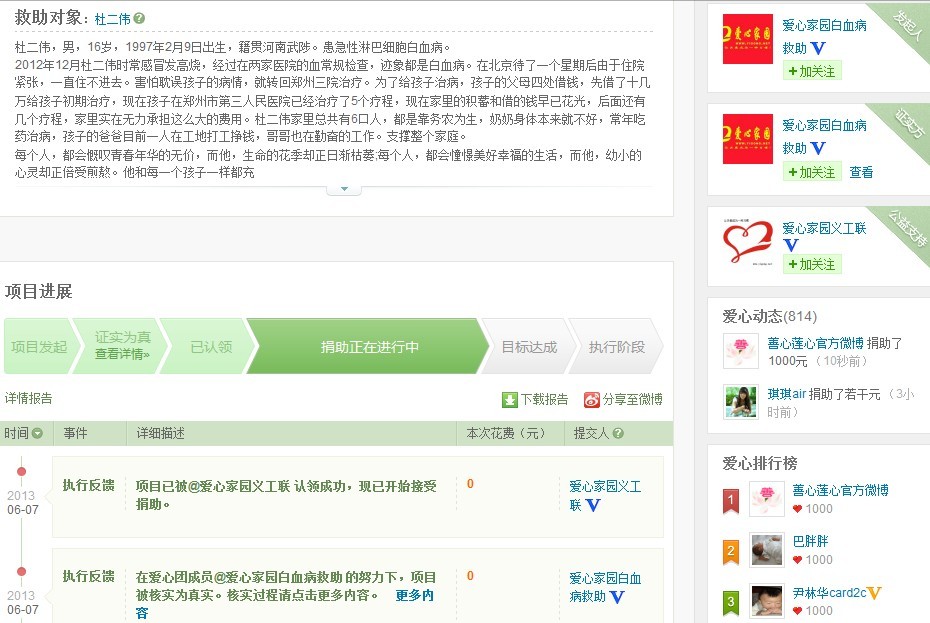 救助对象：杜二伟
杜二伟，男，16岁，1997年2月9日出生，籍贯河南武陟。患急性淋巴细胞白血病。
2012年12月杜二伟时常感冒发高烧，经过在两家医院的血常规检查，迹象都是白血病。在北京待了一个星期后由于住院
紧张，一直住不进去。害怕耽误孩子的病情，就转回郑州三院治疗。为了给孩子治病，孩子的父母四处借钱，先借了十几
万给孩子初期治疗，现在孩子在郑州市第三人民医院已经治疗了5个疗程，现在家里的积蓄和借的钱早已花光，后面还有
几个疗程，家里实在无力承担这么大的费用。杜二伟家里总共有6口人，都是靠务农为生，奶奶身体本来就不好，常年吃
药治病，孩子的爸爸目前一人在工地打工挣钱，哥哥也在勤奋的工作。支撑整个家庭。
每个人，都会慨叹青春年华的无价，而他，生命的花季却正日渐枯萎;每个人，都会憧憬美好幸福的生活，而他，幼小的
心灵却正倍受煎熬。他和每一个孩子一样都充
项目进展
项目发起
证实为真
查看详情»
已认领
捐助正在进行中
目标达成
执行阶段
详情报告
下载报告
分享至微博
时间 事件 详细描述 本次花费（元） 提交人
2013
06-07
执行反馈
项目已被@爱心家园义工联 认领成功，现已开始接受
捐助。
0
爱心家园义工
联 V
2013
06-07
执行反馈
在爱心团成员@爱心家园白血病救助 的努力下，项目
被核实为真实。核实过程请点击更多内容。 更多内
容
0
爱心家园白血
病救助 V
爱心家园
爱心家园白血病
救助 V
+加关注
发起人
爱心家园
爱心家园白血病
救助 V
+加关注 查看
证实方
爱心家园义工联
V
+加关注
公益支持
爱心动态(814)
善心莲心官方微博 捐助了
1000元 （10秒前）
琪琪air 捐助了若干元 （3小
时前）
爱心排行榜
1
善心莲心官方微博
1000
2
巴胖胖
1000
3
尹林华card2c V
1000